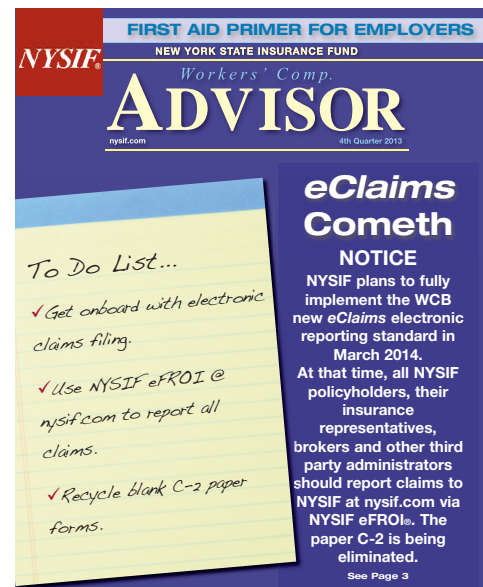 FIRST AID PRIMER FOR EMPLOYERS
NYSIF®
NEW YORK STATE INSURANCE FUND
Workers' Comp.
ADVISOR
nysif.com
4th Quarter 2013
To Do List...
✓Get onboard with electronic
claims filing.
✓Use NYSIF eFROI @
nysif.com to report all
claims.
✓Recycle blank C-2 paper
forms.
eClaims
Cometh
NOTICE
NYSIF plans to fully
implement the WCB
new eClaims electronic
reporting standard in
March 2014.
At that time, all NYSIF
policyholders, their
insurance
representatives,
brokers and other third
party administrators
should report claims to
NYSIF at nysif.com via
NYSIF eFROI®. The
paper C-2 is being
eliminated.
See Page 3